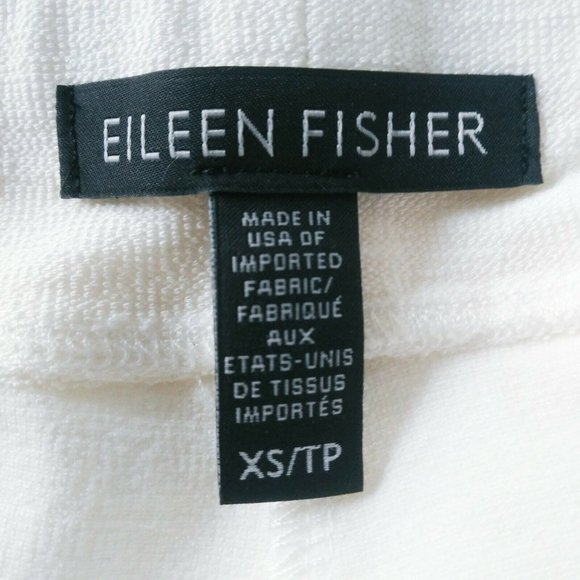 EILEEN FISHER
MADE IN
USA OF
IMPORTED
FABRIC/
FABRIQUÉ
AUX
ETATS-UNIS
DE TISSUS
IMPORTÉS
XS/TP